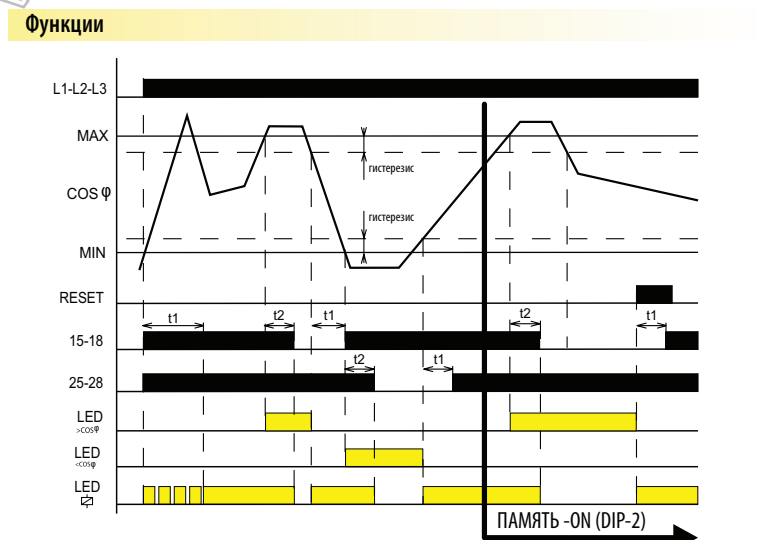 Функции
L1-L2-L3
MAX
гистерезис
COS φ
гистерезис
MIN
RESET
t1 t2 t1 t2 t1
15-18
t2 t1
25-28
LED
>cosφ
LED
<cosφ
LED
ПАМЯТЬ -ON (DIP-2)